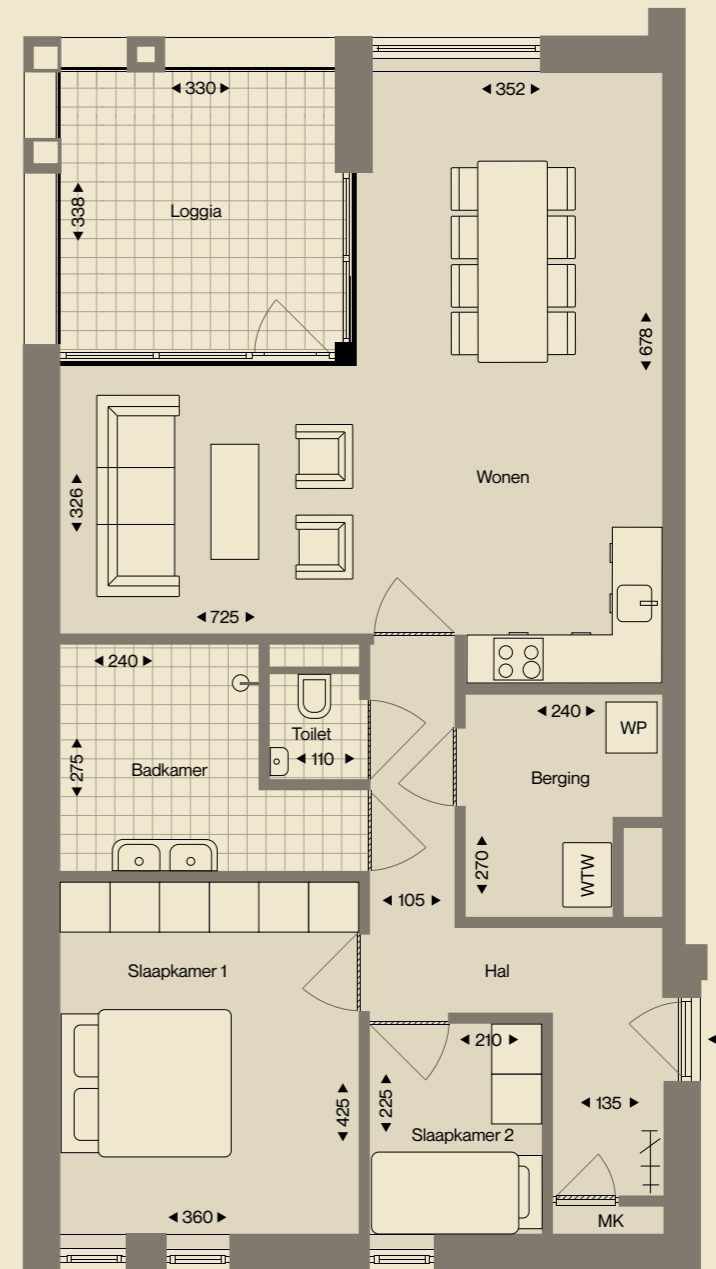 330
352
338
Loggia
678
Wonen
326
725
240
240
WP
Toilet
110
275
Badkamer
Berging
270
WTW
105
Slaapkamer 1
Hal
210
425
225
135
Slaapkamer 2
360
MK